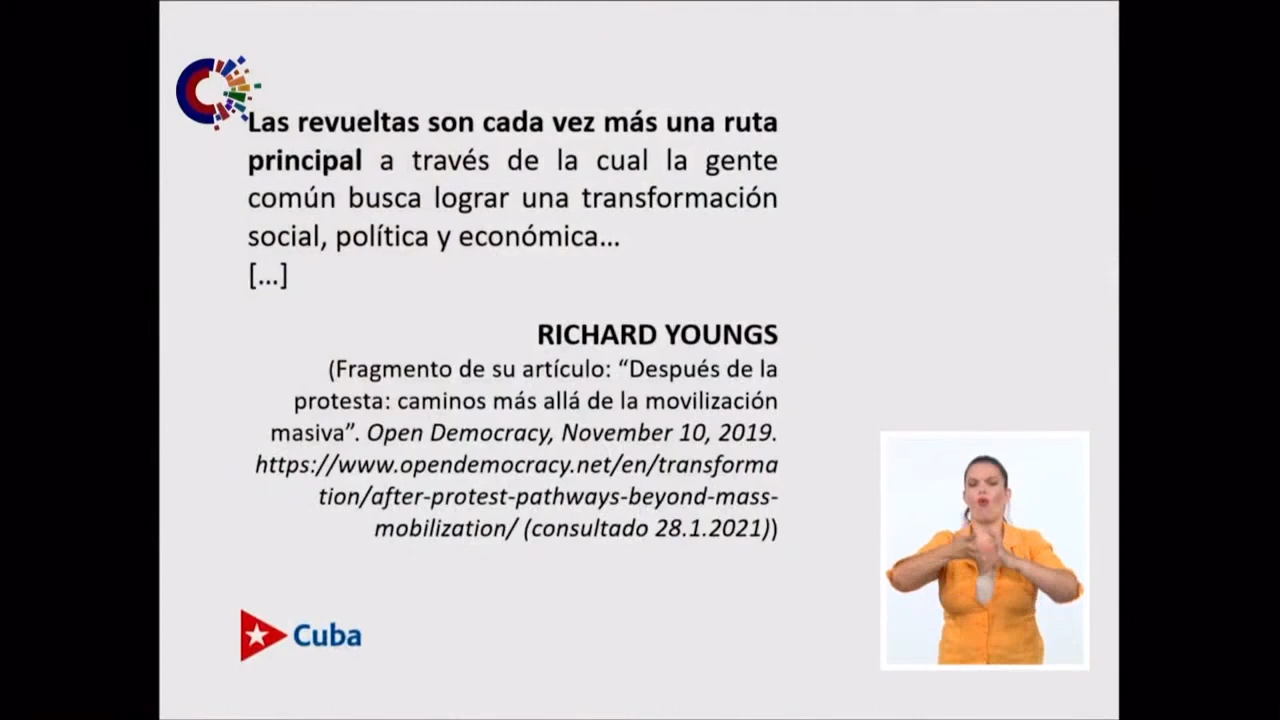 Las revueltas son cada vez más una ruta
principal a través de la cual la gente
común busca lograr una transformación
social, política y económica...
[...]
RICHARD YOUNGS
(Fragmento de su artículo: “Después de la
protesta: caminos más allá de la movilización
masiva”. Open Democracy, November 10, 2019.
https://www.opendemocracy.net/en/transforma
tion/after-protest-pathways-beyond-mass-
mobilization/ (consultado 28.1.2021))
Cuba